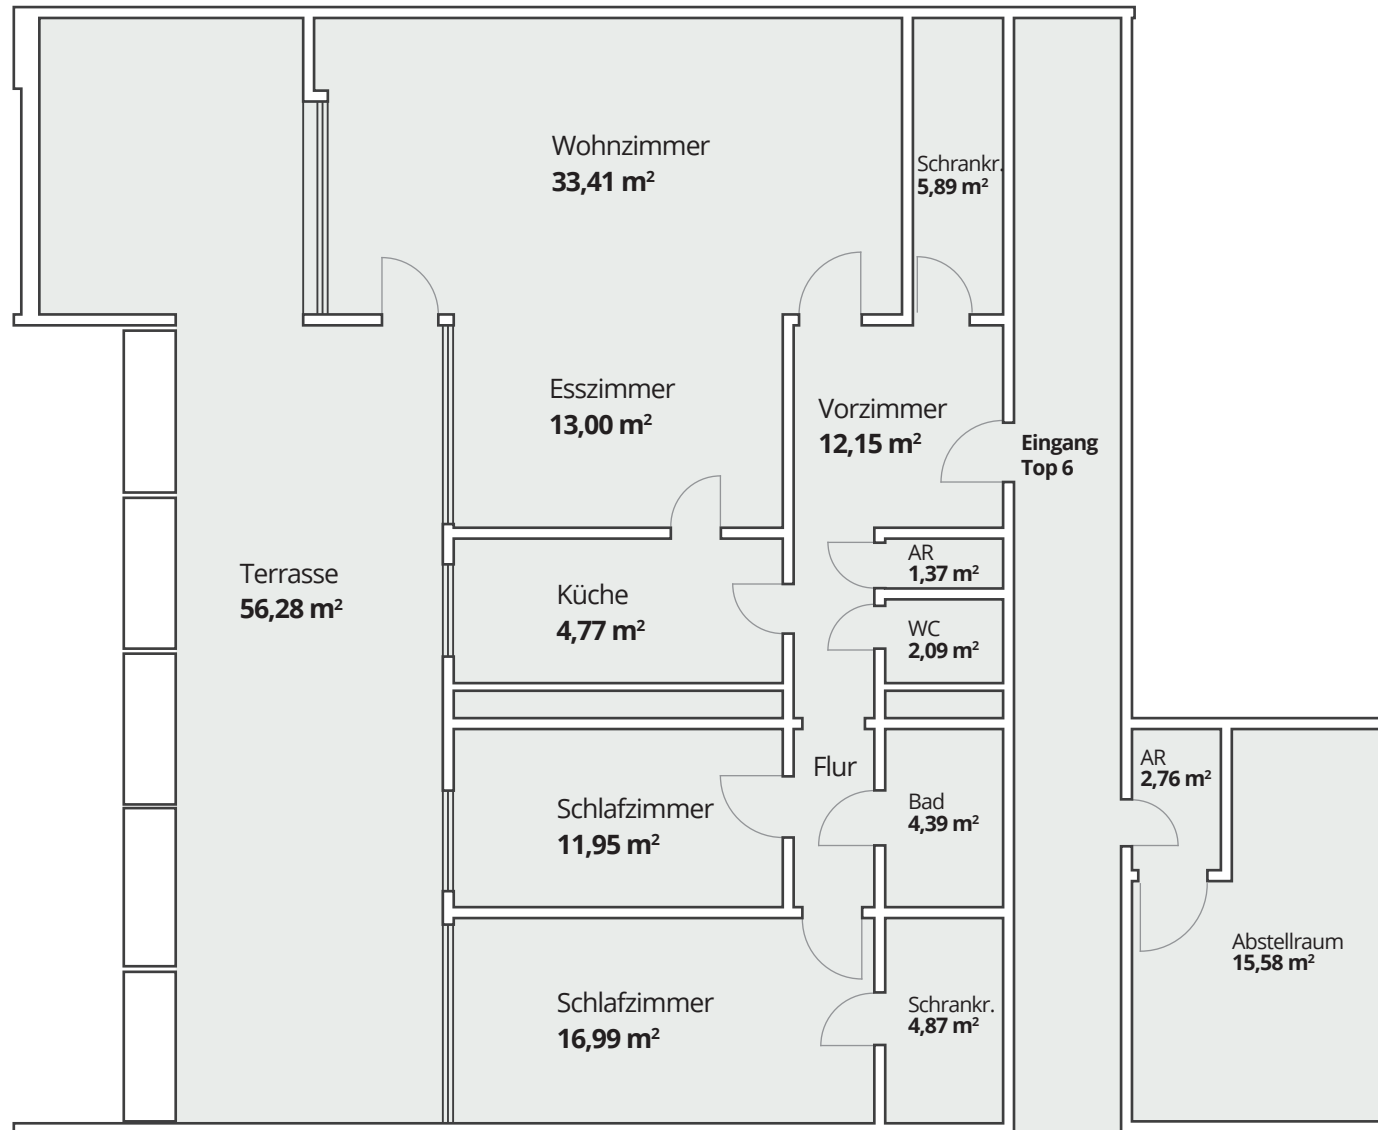 Wohnzimmer
33,41 m²
Schrankr.
5,89 m²
Esszimmer
13,00 m²
Vorzimmer
12,15 m²
Eingang
Top 6
Terrasse
56,28 m²
Küche
4,77 m²
AR
1,37 m²
WC
2,09 m²
Flur
Schlafzimmer
11,95 m²
Bad
4,39 m²
AR
2,76 m²
Abstellraum
15,58 m²
Schlafzimmer
16,99 m²
Schrankr.
4,87 m²